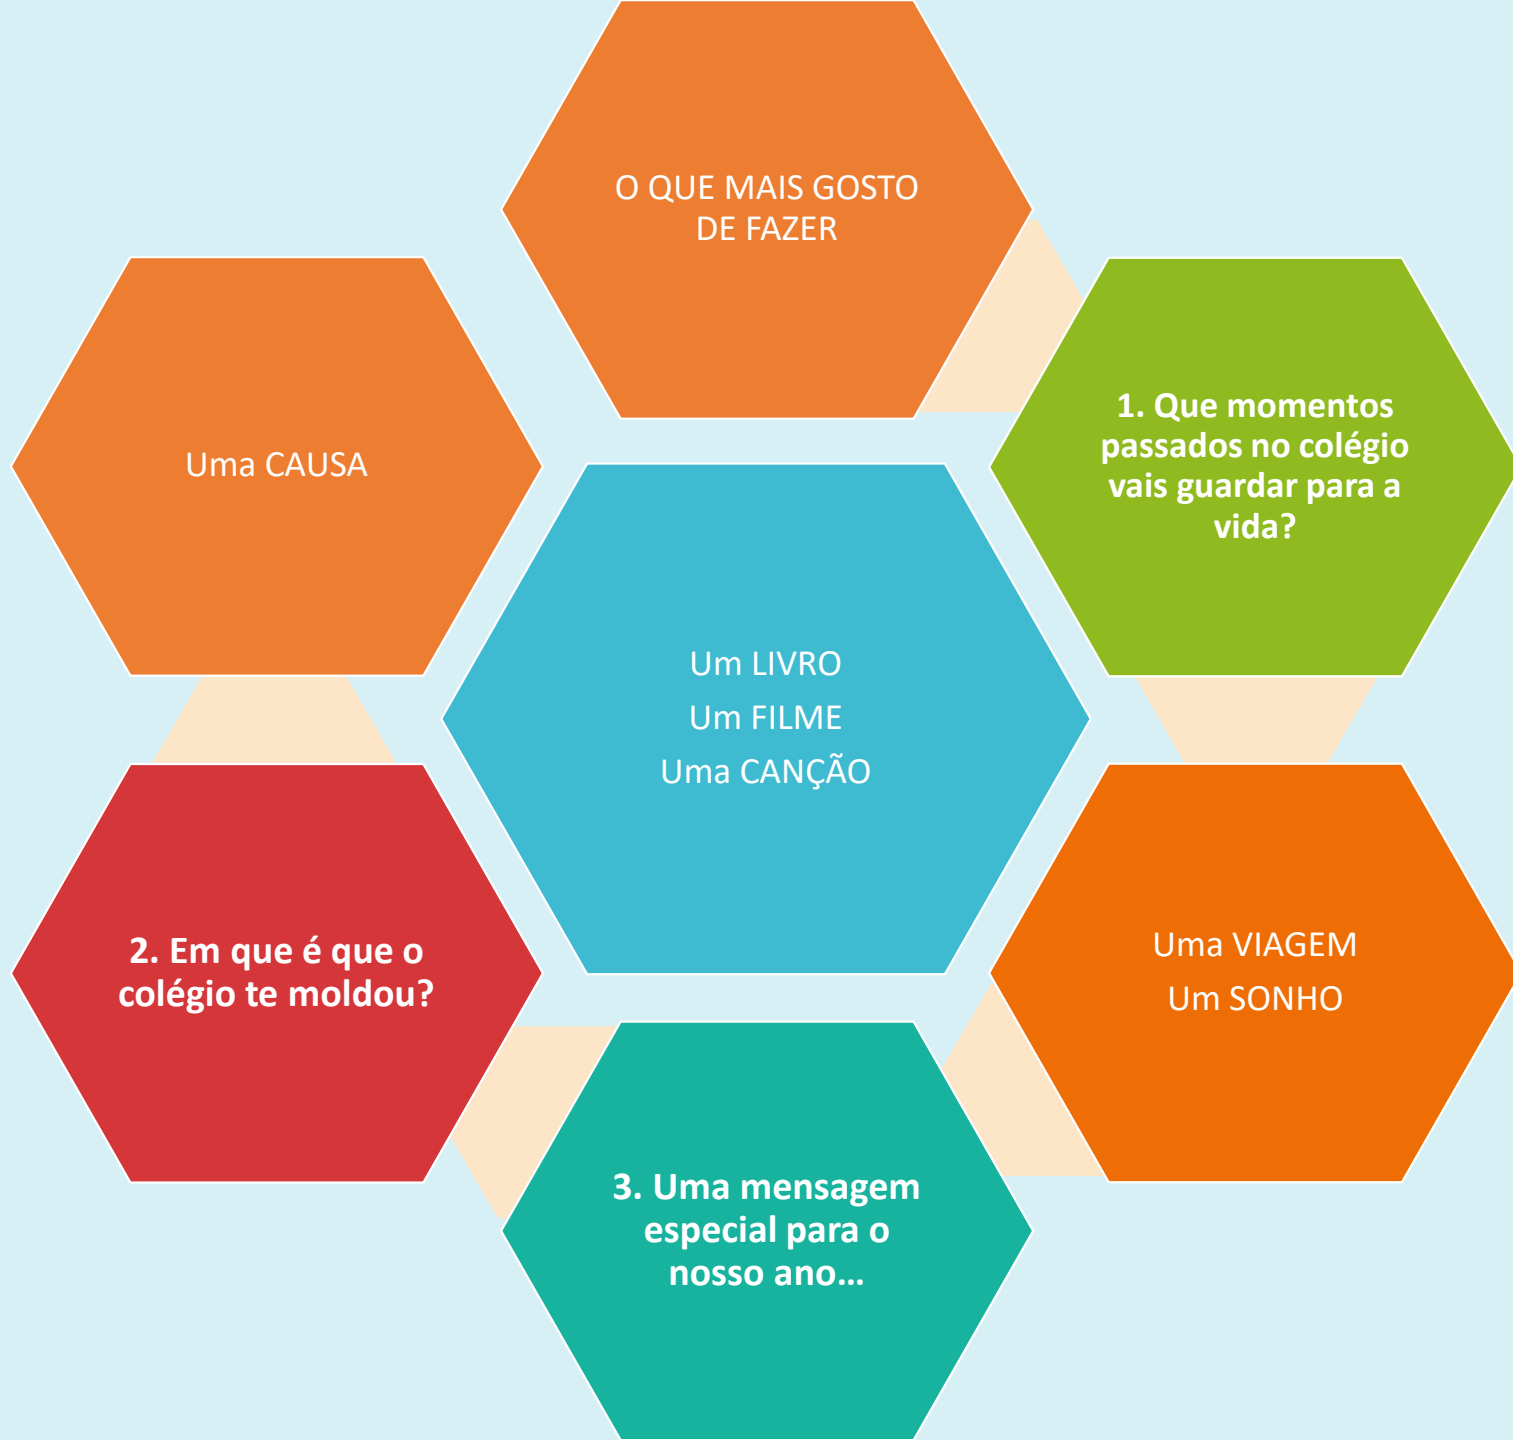 O QUE MAIS GOSTO
DE FAZER
1. Que momentos
passados no colégio
vais guardar para a
vida?
Uma CAUSA
Um LIVRO
Um FILME
Uma CANÇÃO
Uma VIAGEM
Um SONHO
2. Em que é que o
colégio te moldou?
3. Uma mensagem
especial para o
nosso ano...